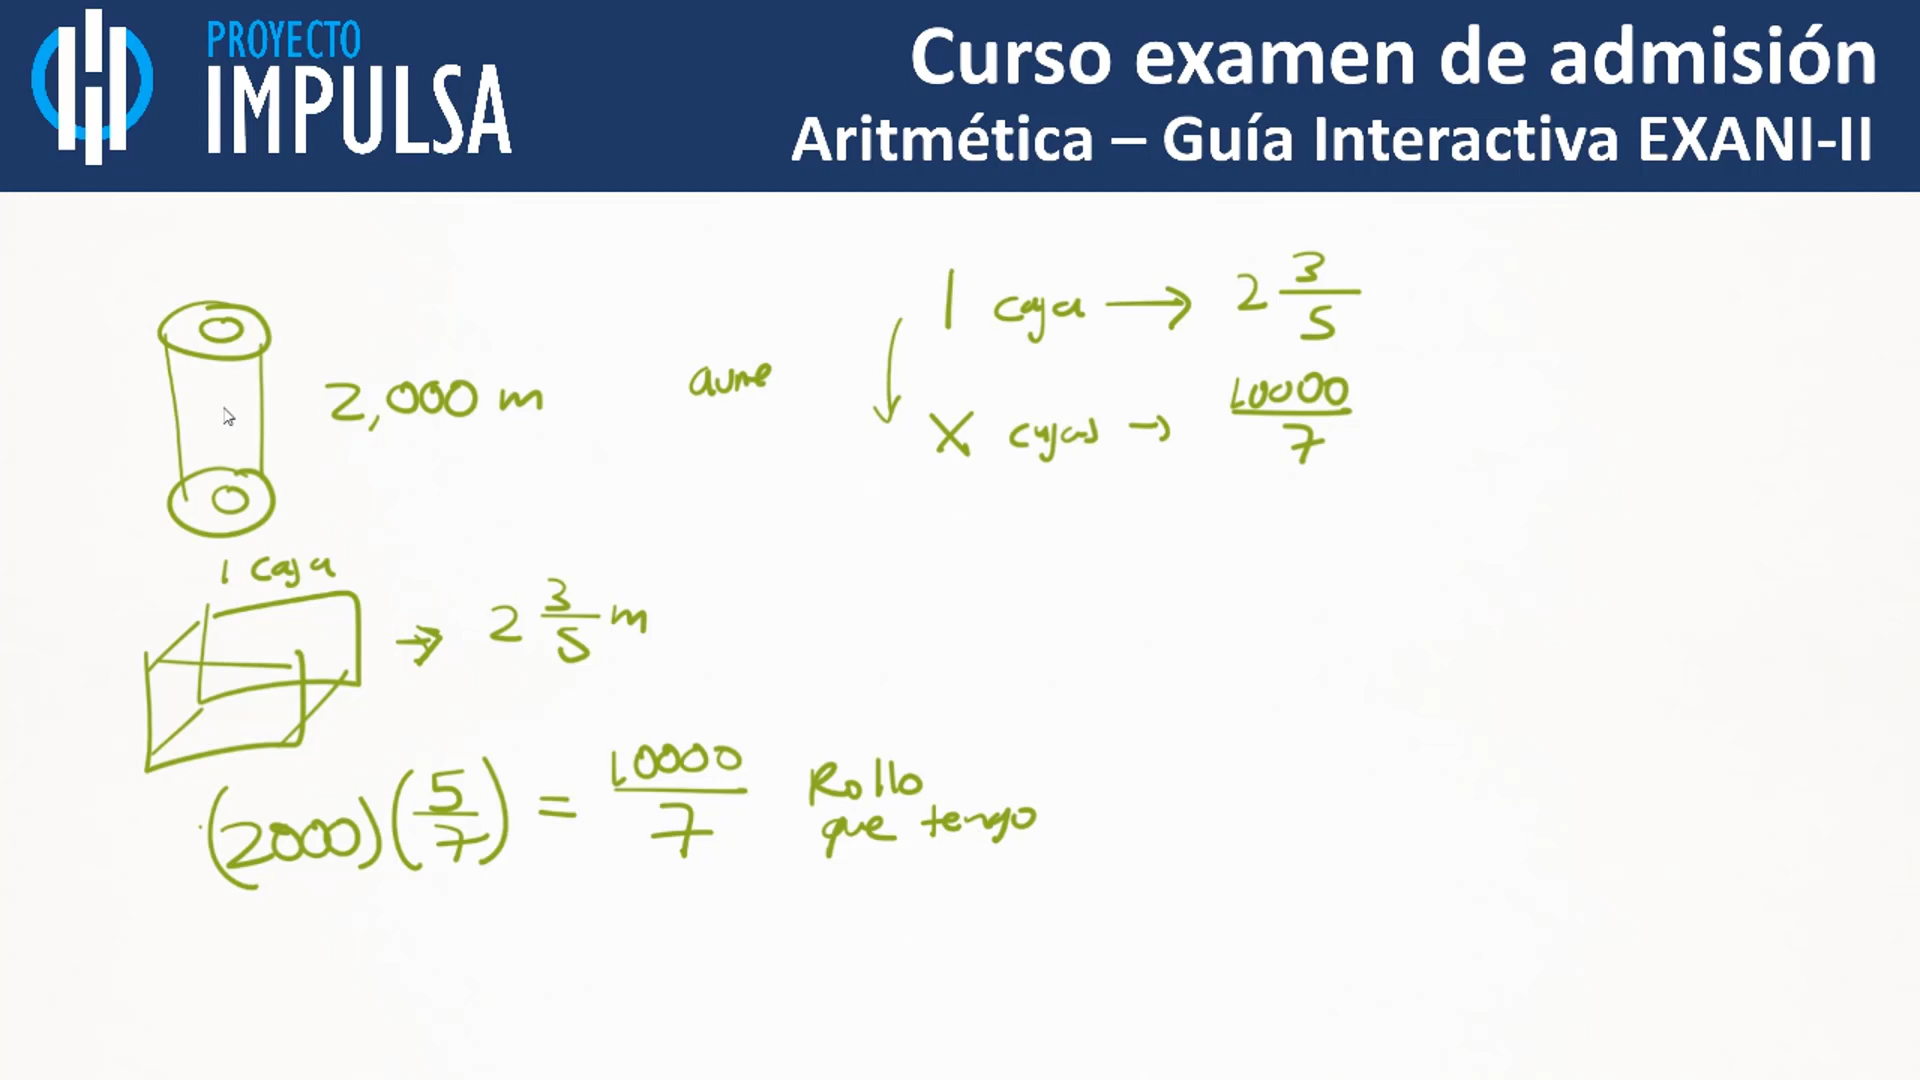 PROYECTO
IMPULSA
Curso examen de admisión
Aritmética – Guía Interactiva EXANI-II
2,000 m
1 caja
→ 2 3/5 m
(2000)(5/7) = 10000/7 Rollo
que tengo
aume
1 caja → 2 3/5
X cajas → 10000/7